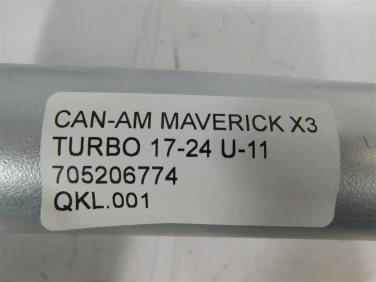 CAN-AM MAVERICK X3
TURBO 17-24 U-11
705206774
QKL.001